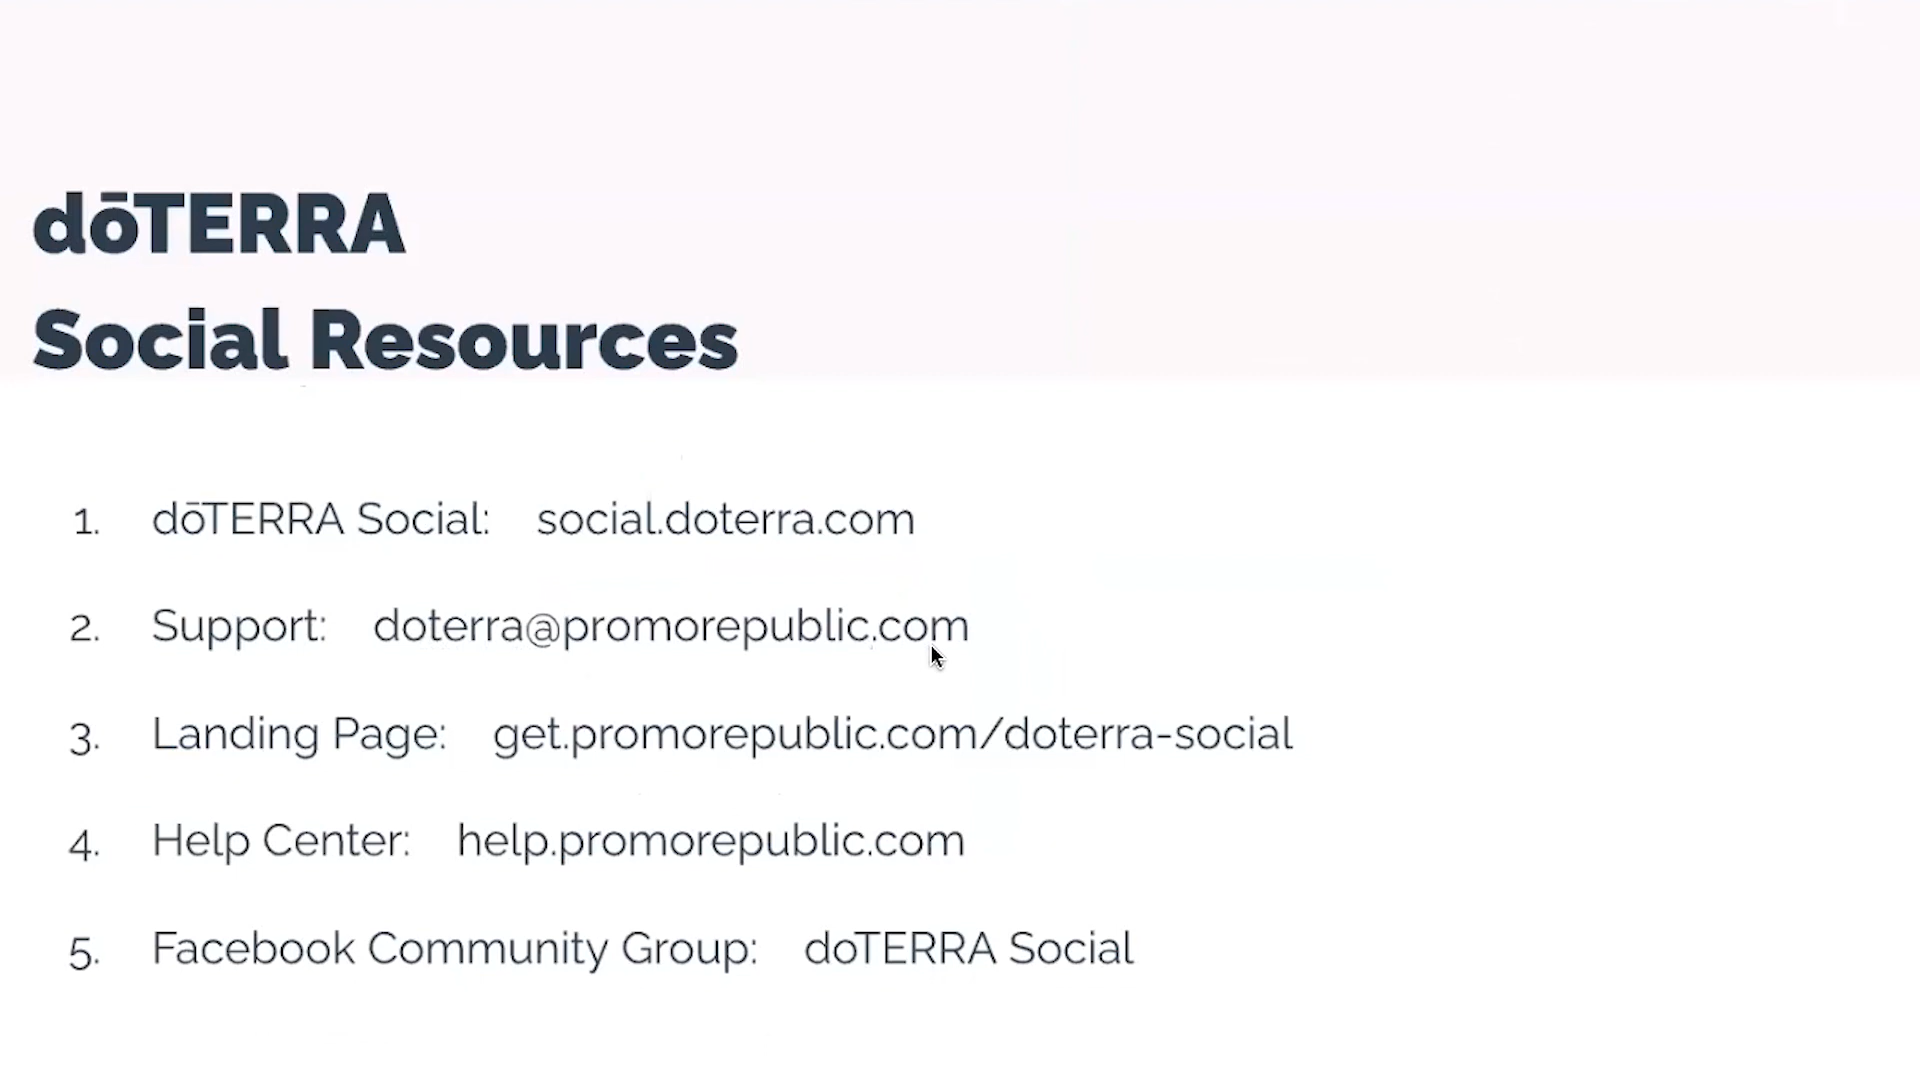 dōTERRA
Social Resources
1. dōTERRA Social: social.doterra.com
2. Support: doterra@promorepublic.com
3. Landing Page: get.promorepublic.com/doterra-social
4. Help Center: help.promorepublic.com
5. Facebook Community Group: doTERRA Social